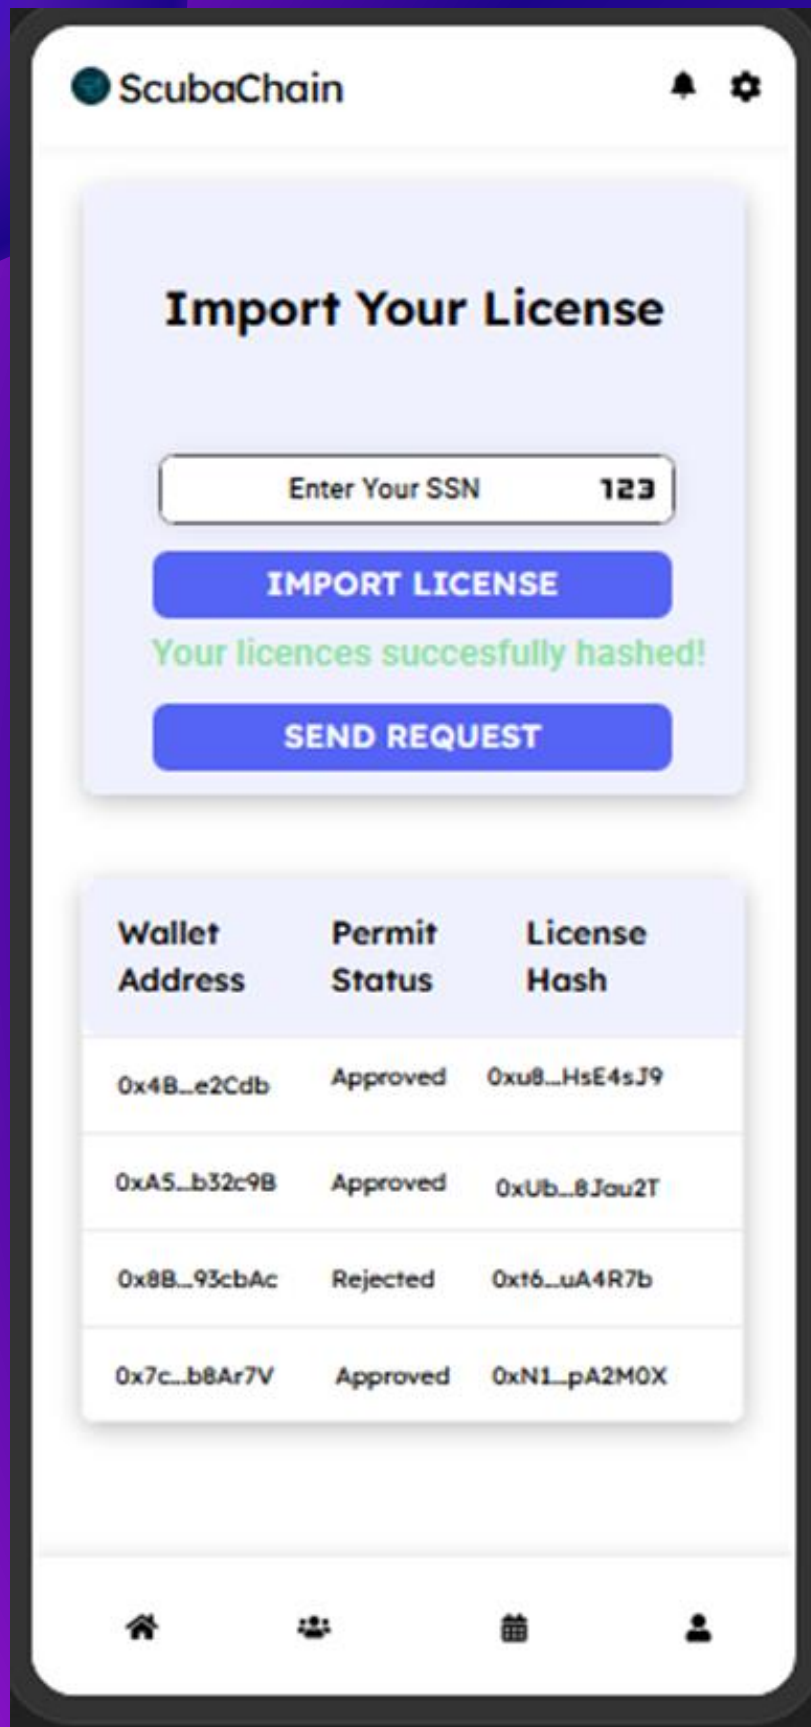 ScubaChain
Import Your License
Enter Your SSN 123
IMPORT LICENSE
Your licences succesfully hashed!
SEND REQUEST
Wallet Address Permit Status License Hash
0x4B...e2Cdb Approved 0xu8...HsE4sJ9
0xA5...b32c9B Approved 0xUb...8Jau2T
0x8B...93cbAc Rejected 0xt6...uA4R7b
0x7c...b8Ar7V Approved 0xN1...pA2M0X